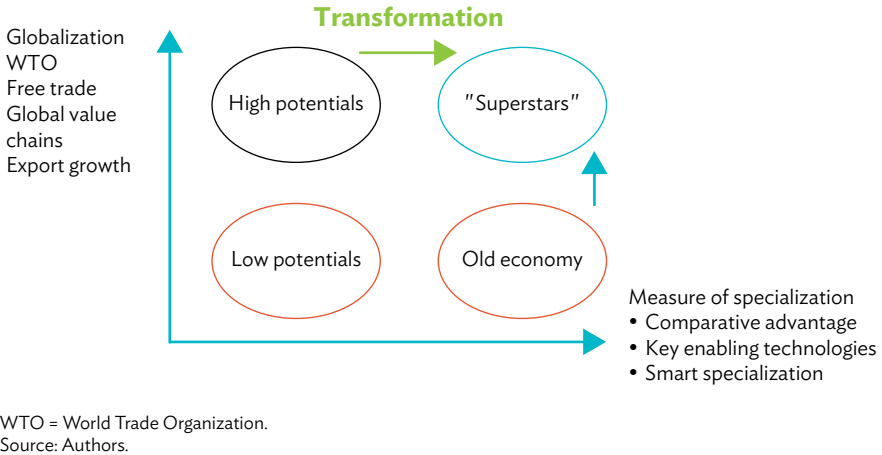 Transformation
Globalization
WTO
Free trade
Global value
chains
Export growth
High potentials
"Superstars"
Low potentials
Old economy
Measure of specialization
• Comparative advantage
• Key enabling technologies
• Smart specialization
WTO = World Trade Organization.
Source: Authors.